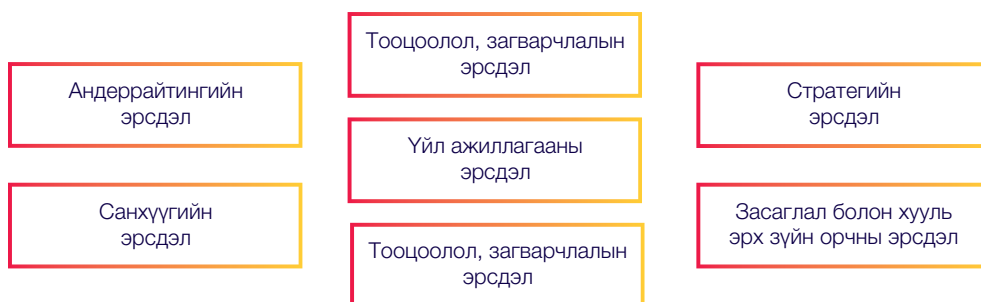 Андеррайтингийн
эрсдэл
Санхүүгийн
эрсдэл
Тооцоолол, загварчлалын
эрсдэл
Үйл ажиллагааны
эрсдэл
Тооцоолол, загварчлалын
эрсдэл
Стратегийн
эрсдэл
Засаглал болон хууль
эрх зүйн орчны эрсдэл